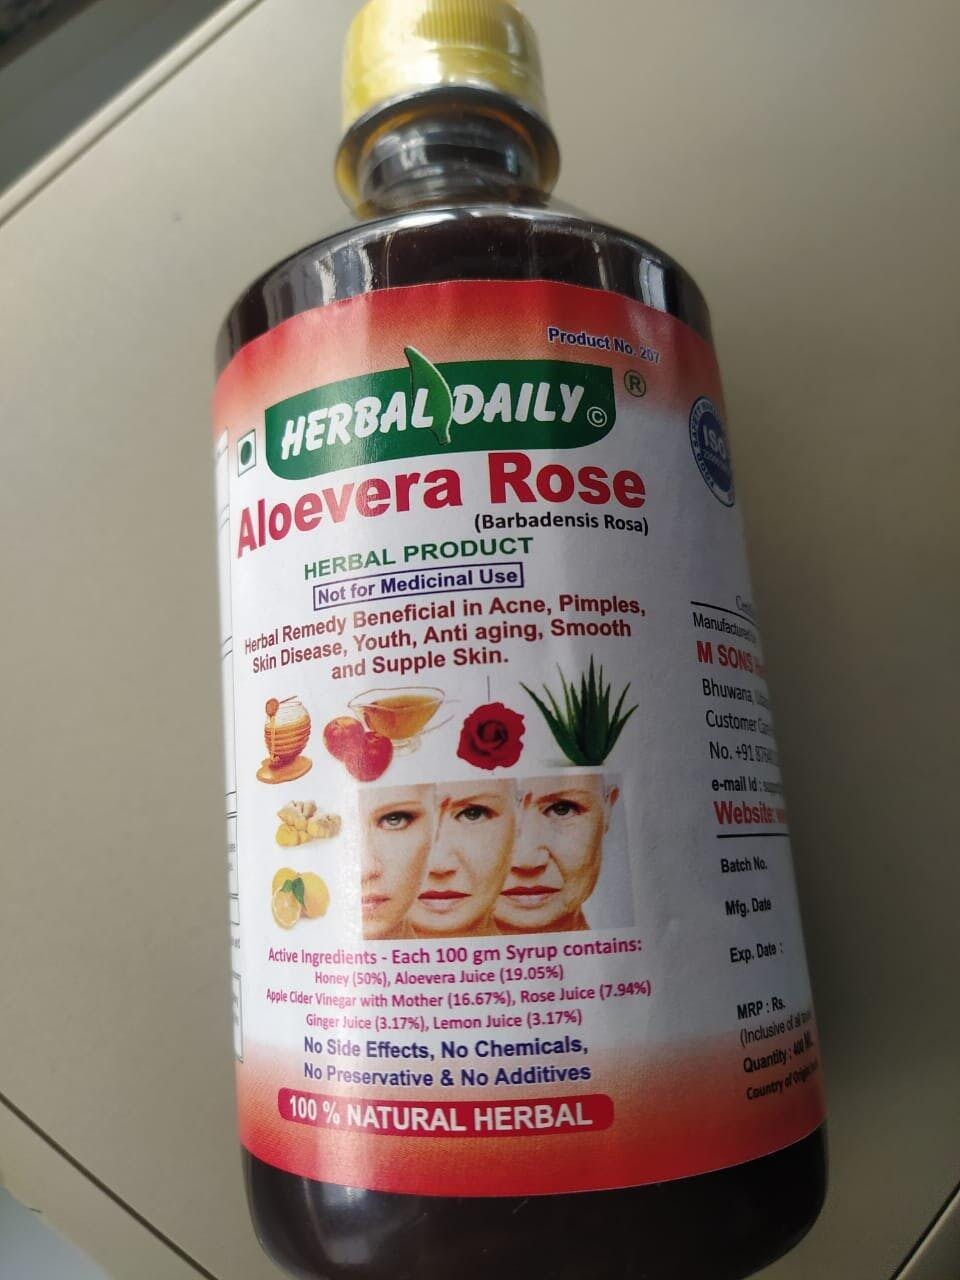 Product No. 207
HERBAL DAILY © ®
Aloevera Rose
(Barbadensis Rosa)
HERBAL PRODUCT
Not for Medicinal Use
Herbal Remedy Beneficial in Acne, Pimples,
Skin Disease, Youth, Anti aging, Smooth
and Supple Skin.
Active Ingredients - Each 100 gm Syrup contains:
Honey (50%), Aloevera Juice (19.05%)
Apple Cider Vinegar with Mother (16.67%), Rose Juice (7.94%)
Ginger Juice (3.17%), Lemon Juice (3.17%)
No Side Effects, No Chemicals,
No Preservative & No Additives
100 % NATURAL HERBAL
ISO
Manufactured
M SONS
Bhuwana,
Customer
No. +91
e-mail Id :
Website:
Batch No.
Mfg. Date
Exp. Date :
MRP : Rs.
(Inclusive of all
Quantity : 400 ML
Country of Origin